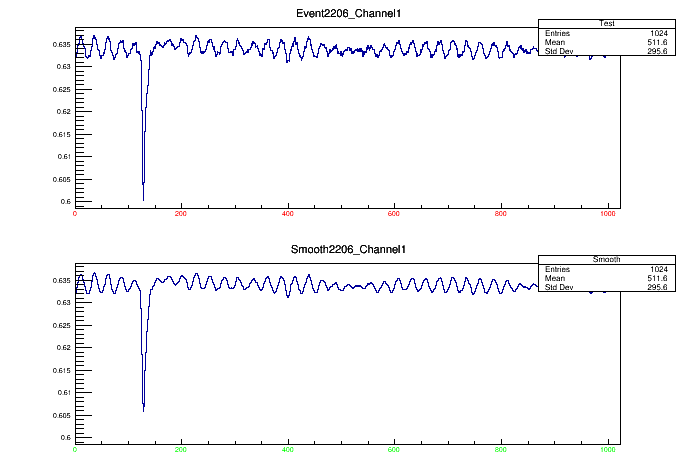 Event2206_Channel1
Test
Entries 1024
Mean 511.6
Std Dev 295.6
0.635
0.63
0.625
0.62
0.615
0.61
0.605
0.6
0 200 400 600 800 1000
Smooth2206_Channel1
Smooth
Entries 1024
Mean 511.6
Std Dev 295.6
0.635
0.63
0.625
0.62
0.615
0.61
0.605
0.6
0 200 400 600 800 1000